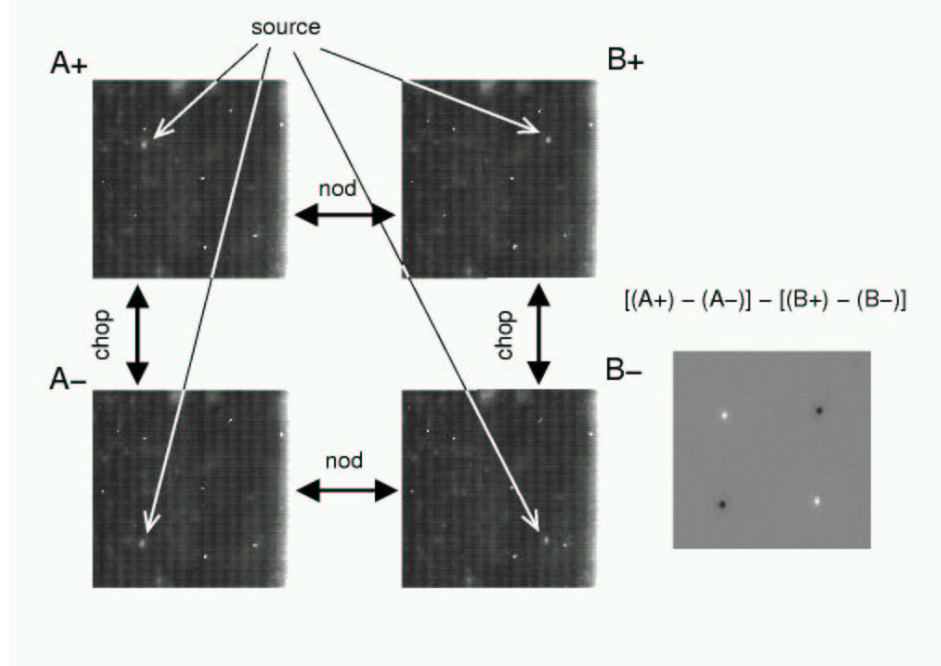 source
A+
B+
nod
chop
chop
[(A+) – (A–)] – [(B+) – (B–)]
A–
B–
nod